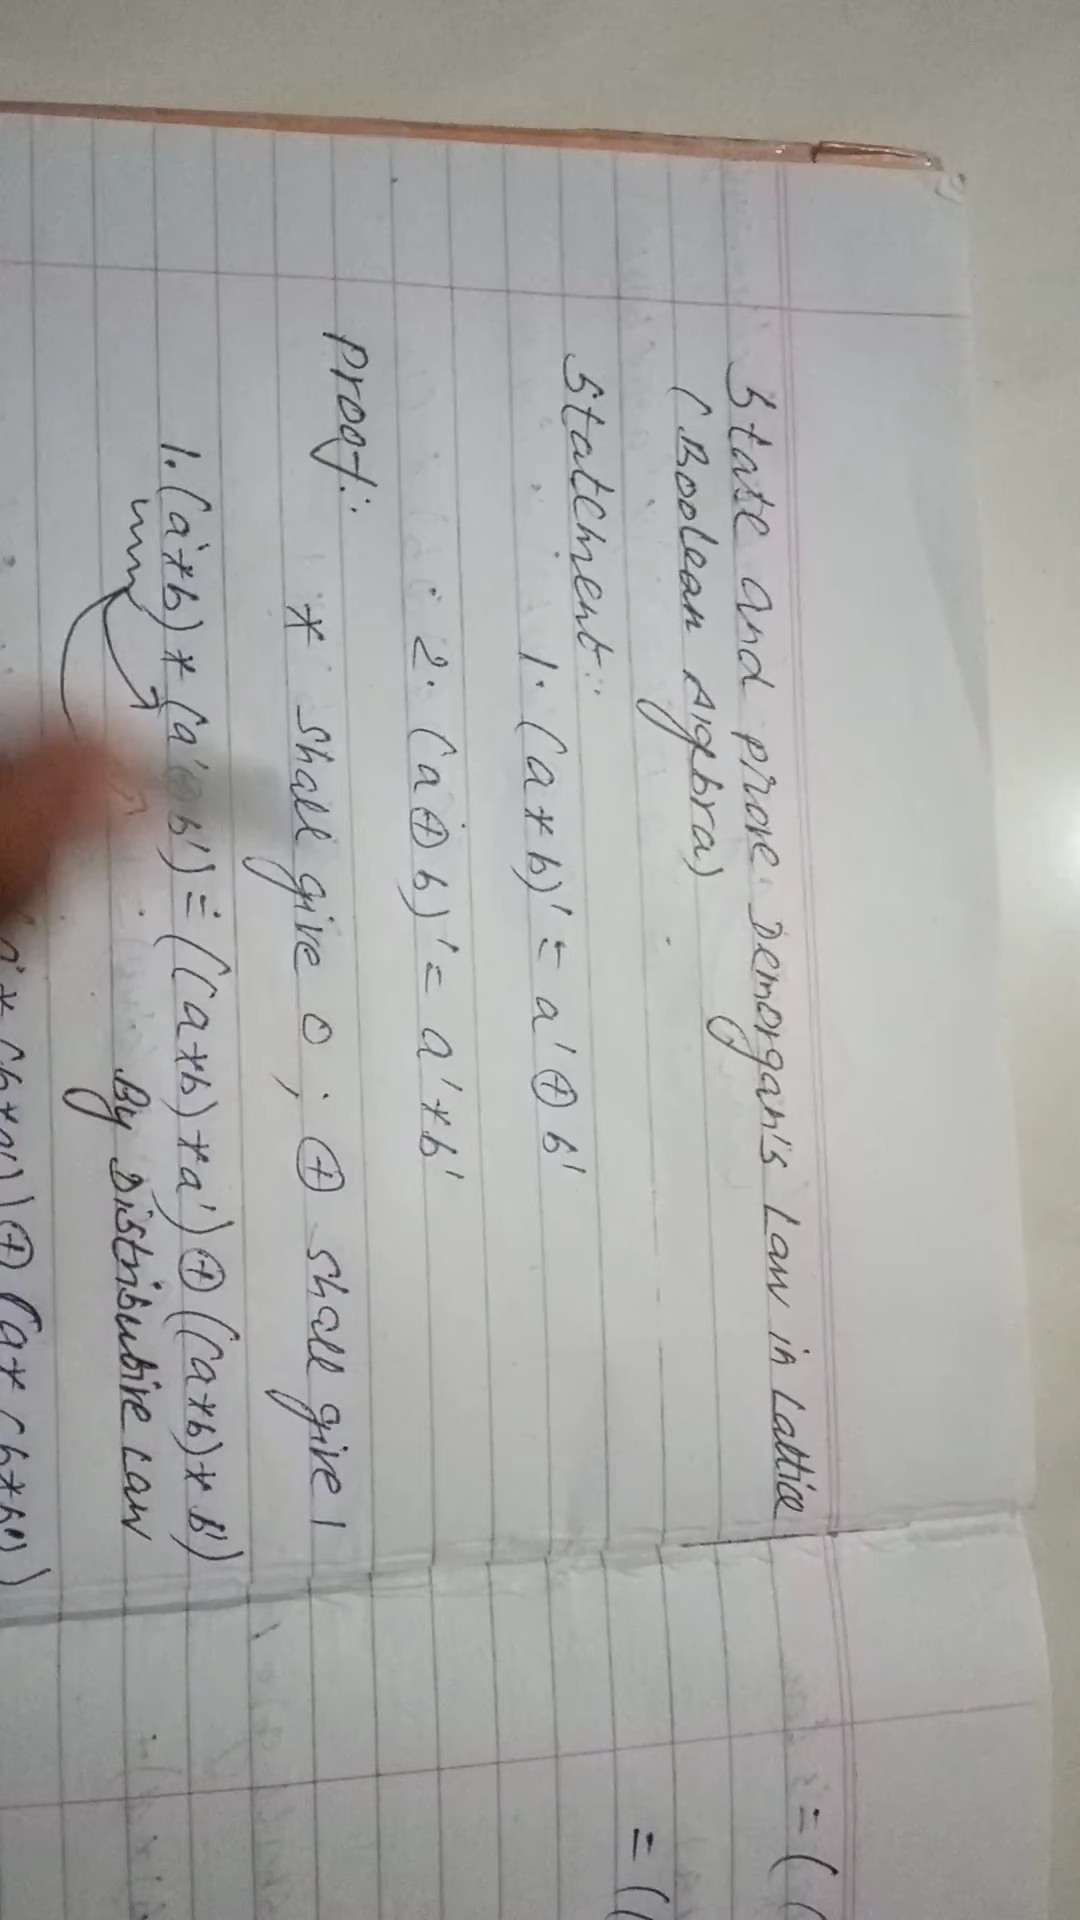 State and prove Demorgan's Law in Lattice
(Boolean Algbra)
Statement:
1. (a * b)' = a' ⊕ b'
2. (a ⊕ b)' = a' * b'
Proof:
* shall give 0 ; ⊕ shall give 1
1. (a * b) * (a' ⊕ b') = ((a * b) * a') ⊕ ((a * b) * b')
By Distributive Law
⊕ (a * (b * b'))
= (
= (